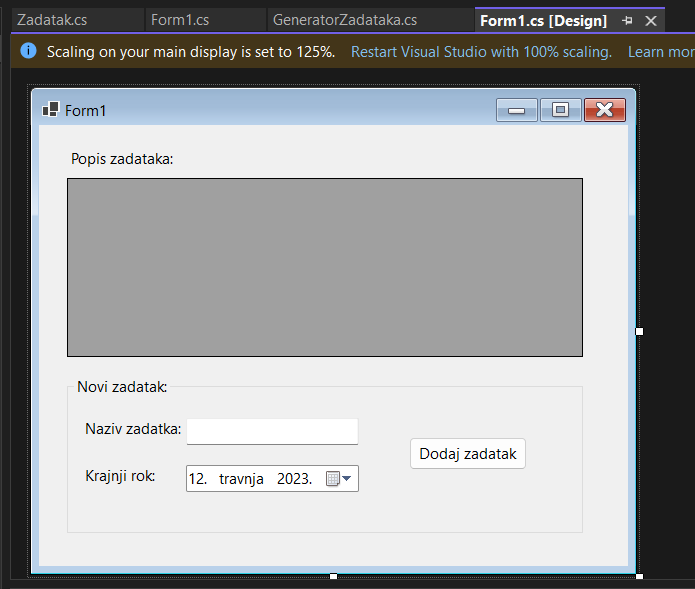 Zadatak.cs
Form1.cs
GeneratorZadataka.cs
Form1.cs [Design]
Scaling on your main display is set to 125%. Restart Visual Studio with 100% scaling. Learn mor
Form1
Popis zadataka:
Novi zadatak:
Naziv zadatka:
Dodaj zadatak
Krajnji rok:
12. travnja 2023.